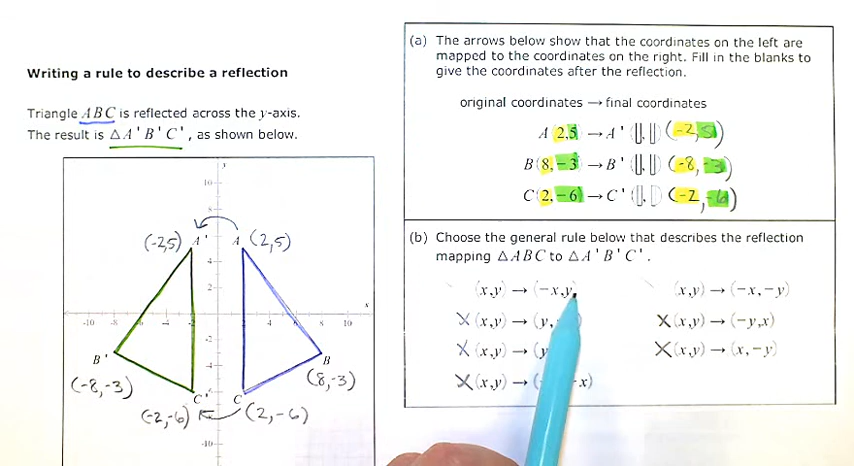 Writing a rule to describe a reflection
Triangle ABC is reflected across the y-axis.
The result is △A'B'C', as shown below.
y
10
8
(-2,5) A' A (2,5)
4
2
x
-10 -8 -6 -4 -2 2 4 6 8 10
-2
-4
B' B
(-8,-3) (8,-3)
C' C
(-2,-6) (2,-6)
-10
(a) The arrows below show that the coordinates on the left are
mapped to the coordinates on the right. Fill in the blanks to
give the coordinates after the reflection.
original coordinates → final coordinates
A(2,5) → A'([],[]) (-2,5)
B(8,-3) → B'([],[]) (-8,-3)
C(2,-6) → C'([],[]) (-2,-6)
(b) Choose the general rule below that describes the reflection
mapping △ABC to △A'B'C'.
(x,y) → (-x,y) (x,y) → (-x,-y)
X (x,y) → (y, X (x,y) → (-y,x)
X (x,y) → (y X (x,y) → (x,-y)
X (x,y) → (- -x)